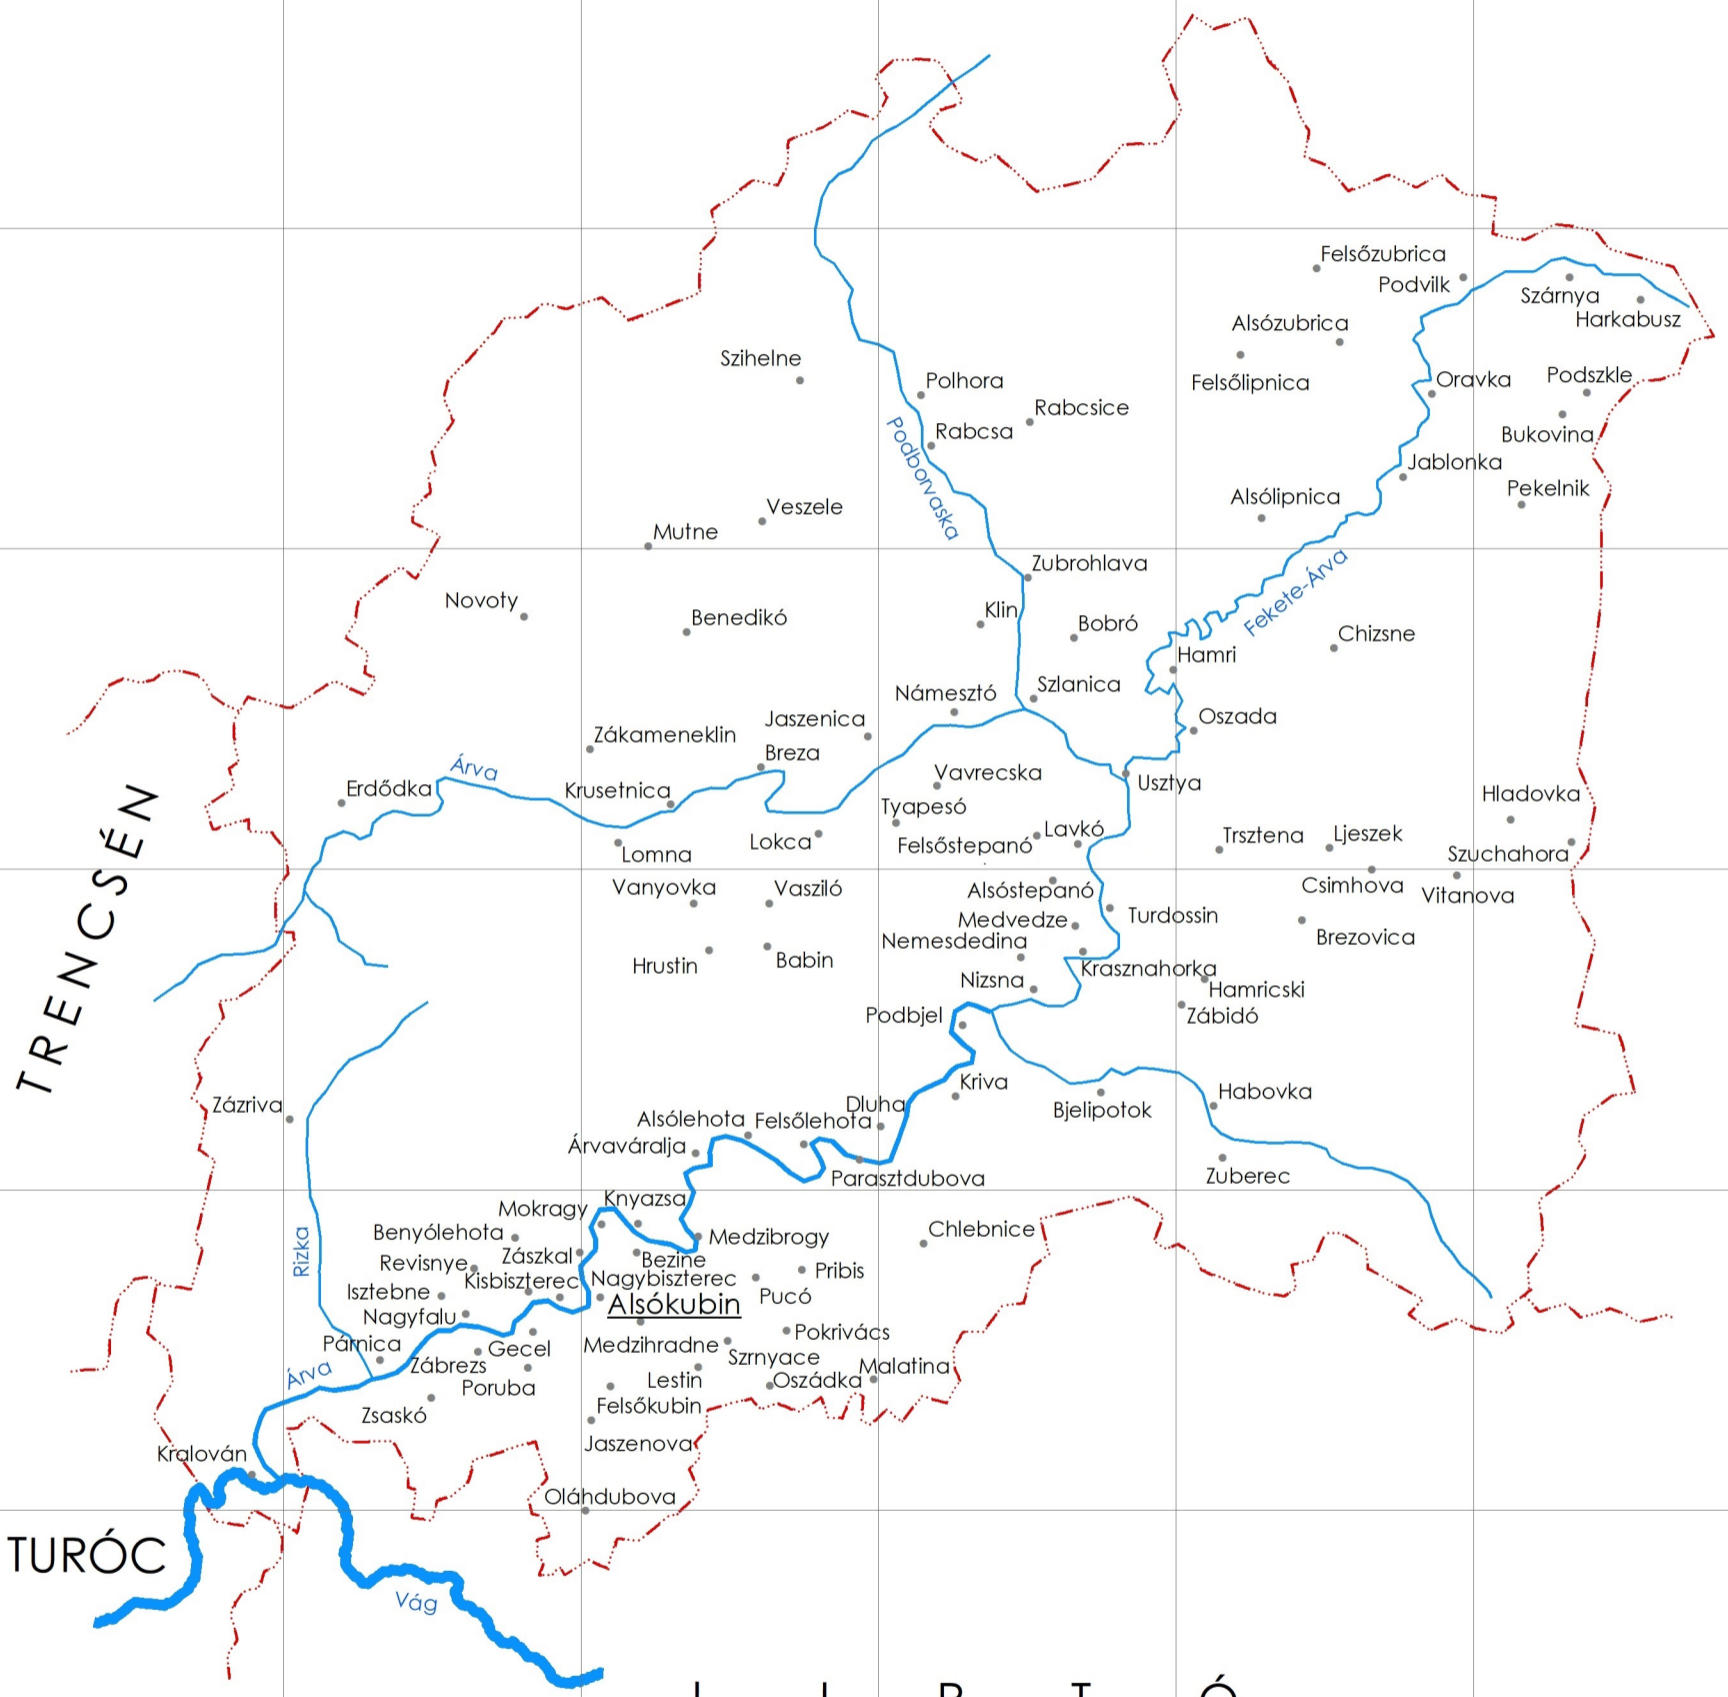 Felsőzubrica
Podvilk
Szárnya
Harkabusz
Alsózubrica
Szihelne
Felsőlipnica
Polhora
Oravka
Podszkle
Rabcsice
Rabcsa
Bukovina
Podborvaska
Jablonka
Alsólipnica
Pekelnik
Veszele
Mutne
Zubrohlava
Fekete-Árva
Novoty
Benedikó
Klin
Bobró
Chizsne
Hamri
Námesztó
Szlanica
Oszada
Jaszenica
Zákameneklin
Breza
Árva
Erdődka
Krusetnica
Vavrecska
Usztya
Hladovka
Tyapesó
Lavkó
Trsztena
Ljeszek
Lokca
Felsőstepanó
Lomna
Szuchahora
Vanyovka
Vasziló
Alsóstepanó
Csimhova
Vitanova
Medvedze
Turdossin
Nemesdedina
Brezovica
Hrustin
Babin
Krasznahorka
Nizsna
Hamricski
Podbjel
Zábidó
TRENCSÉN
Kriva
Zázriva
Dluha
Bjelipotok
Habovka
Alsólehota
Felsőlehota
Árvaváralja
Parasztdubova
Zuberec
Mokragy
Knyazsa
Benyólehota
Medzibrogy
Chlebnice
Rizka
Revisnye
Zászkal
Bezine
Pribis
Isztebne
Kisbiszterec
Nagybiszterec
Pucó
Nagyfalu
Alsókubin
Párnica
Gecel
Medzihradne
Pokrivács
Zábrezs
Szrnyace
Malatina
Árva
Poruba
Lestin
Oszádka
Zsaskó
Felsőkubin
Kralován
Jaszenova
Oláhdubova
TURÓC
Vág
L I P T Ó